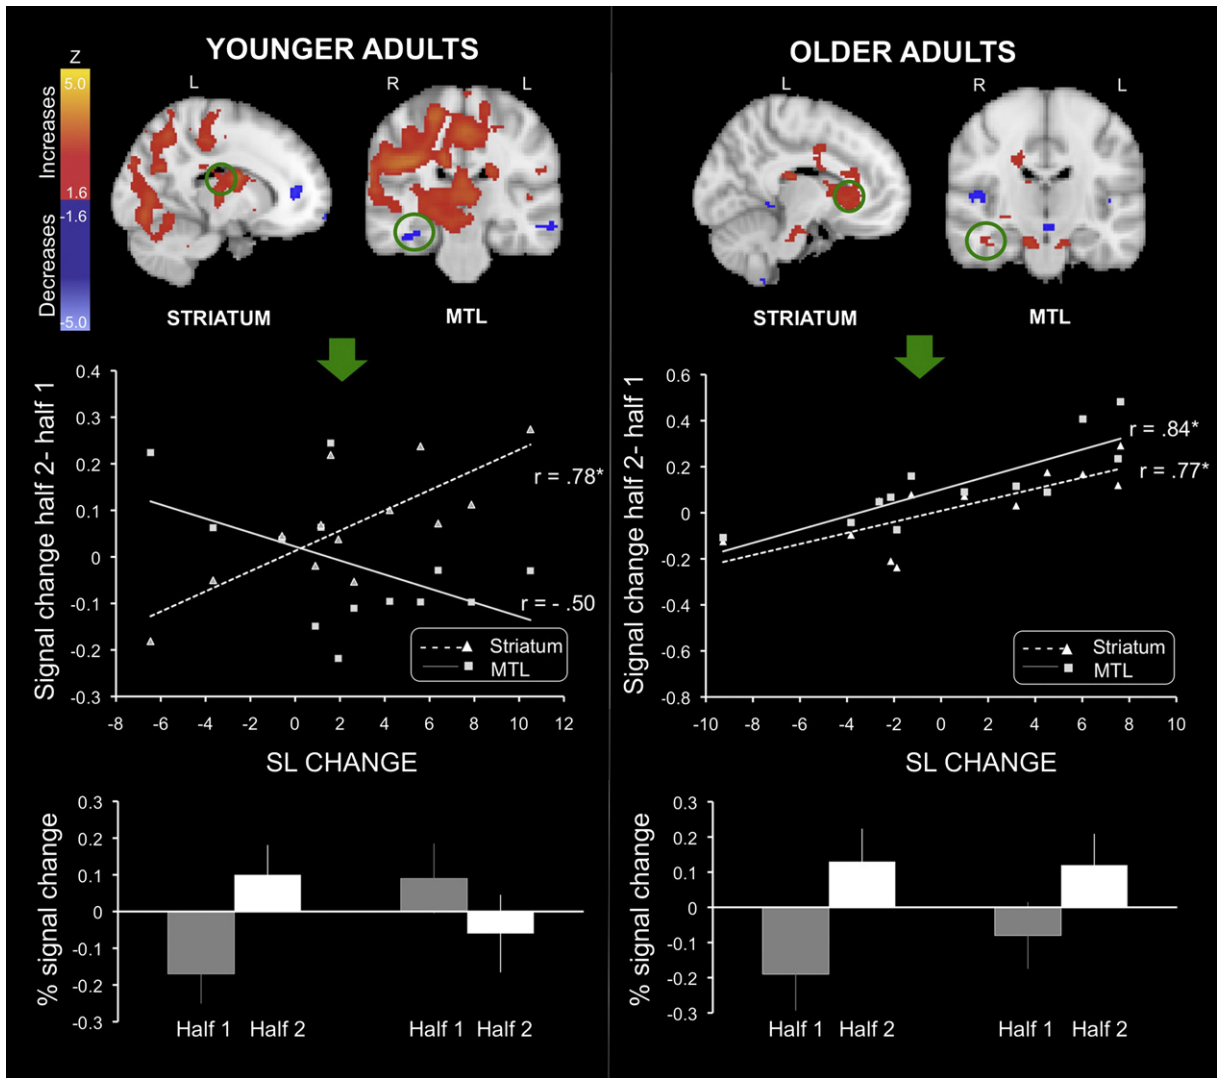 YOUNGER ADULTS
OLDER ADULTS
Z
5.0
Increases
1.6
-1.6
Decreases
-5.0
L
R
L
L
R
L
STRIATUM
MTL
STRIATUM
MTL
Signal change half 2- half 1
0.4
0.3
0.2
0.1
0
-0.1
-0.2
-0.3
r = .78*
r = - .50
Striatum
MTL
-8
-6
-4
-2
0
2
4
6
8
10
12
SL CHANGE
Signal change half 2- half 1
0.6
0.4
0.2
0
-0.2
-0.4
-0.6
-0.8
r = .84*
r = .77*
Striatum
MTL
-10
-8
-6
-4
-2
0
2
4
6
8
10
SL CHANGE
% signal change
0.3
0.2
0.1
0
-0.1
-0.2
-0.3
Half 1
Half 2
Half 1
Half 2
% signal change
0.3
0.2
0.1
0
-0.1
-0.2
-0.3
Half 1
Half 2
Half 1
Half 2